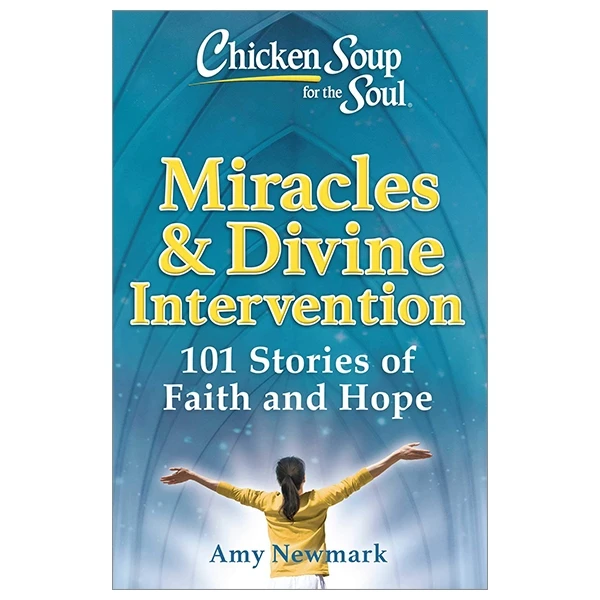 Chicken Soup
for the
Soul®
Miracles
& Divine
Intervention
101 Stories of
Faith and Hope
Amy Newmark